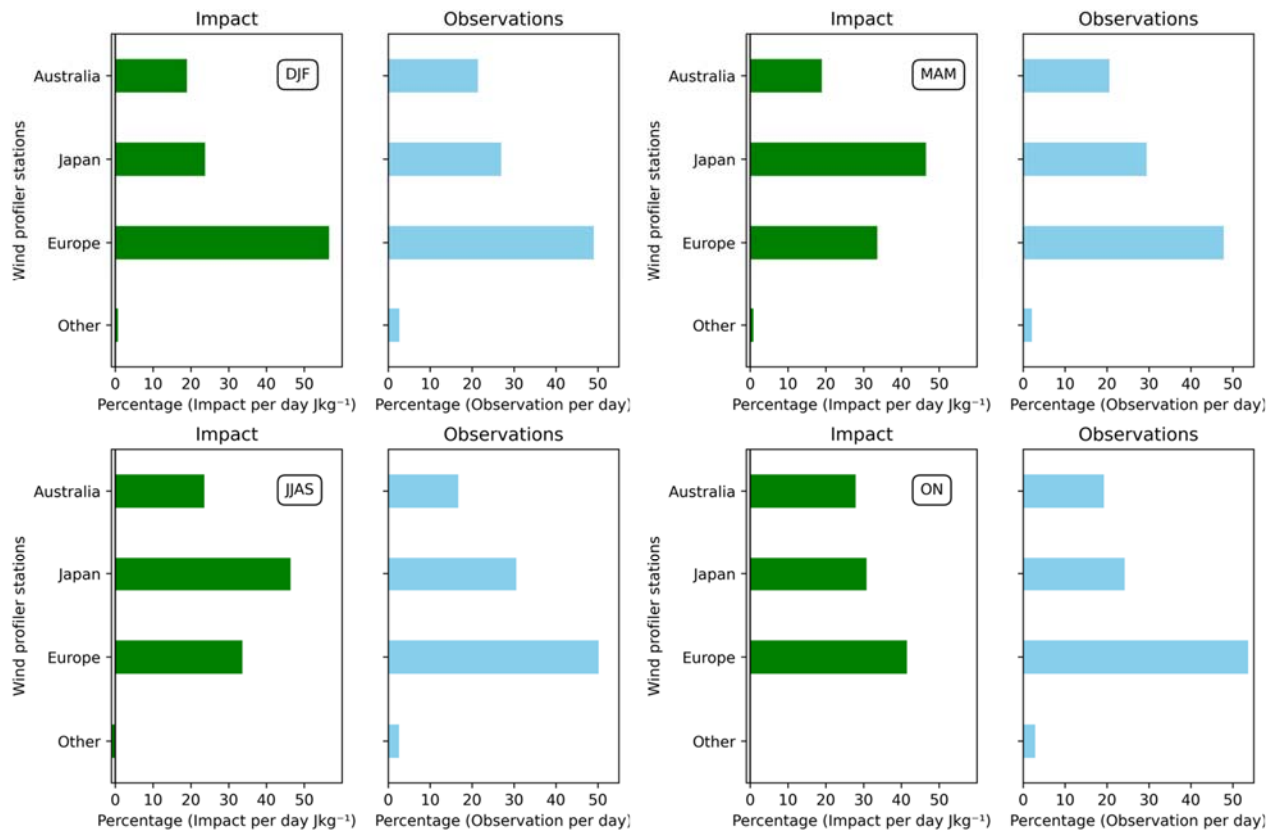 Impact
Observations
Impact
Observations
Wind profiler stations
Australia
Japan
Europe
Other
DJF
0 10 20 30 40 50
Percentage (Impact per day Jkg⁻¹)
0 10 20 30 40 50
Percentage (Observation per day)
Wind profiler stations
Australia
Japan
Europe
Other
MAM
0 10 20 30 40 50
Percentage (Impact per day Jkg⁻¹)
0 10 20 30 40 50
Percentage (Observation per day)
Impact
Observations
Impact
Observations
Wind profiler stations
Australia
Japan
Europe
Other
JJAS
0 10 20 30 40 50
Percentage (Impact per day Jkg⁻¹)
0 10 20 30 40 50
Percentage (Observation per day)
Wind profiler stations
Australia
Japan
Europe
Other
ON
0 10 20 30 40 50
Percentage (Impact per day Jkg⁻¹)
0 10 20 30 40 50
Percentage (Observation per day)